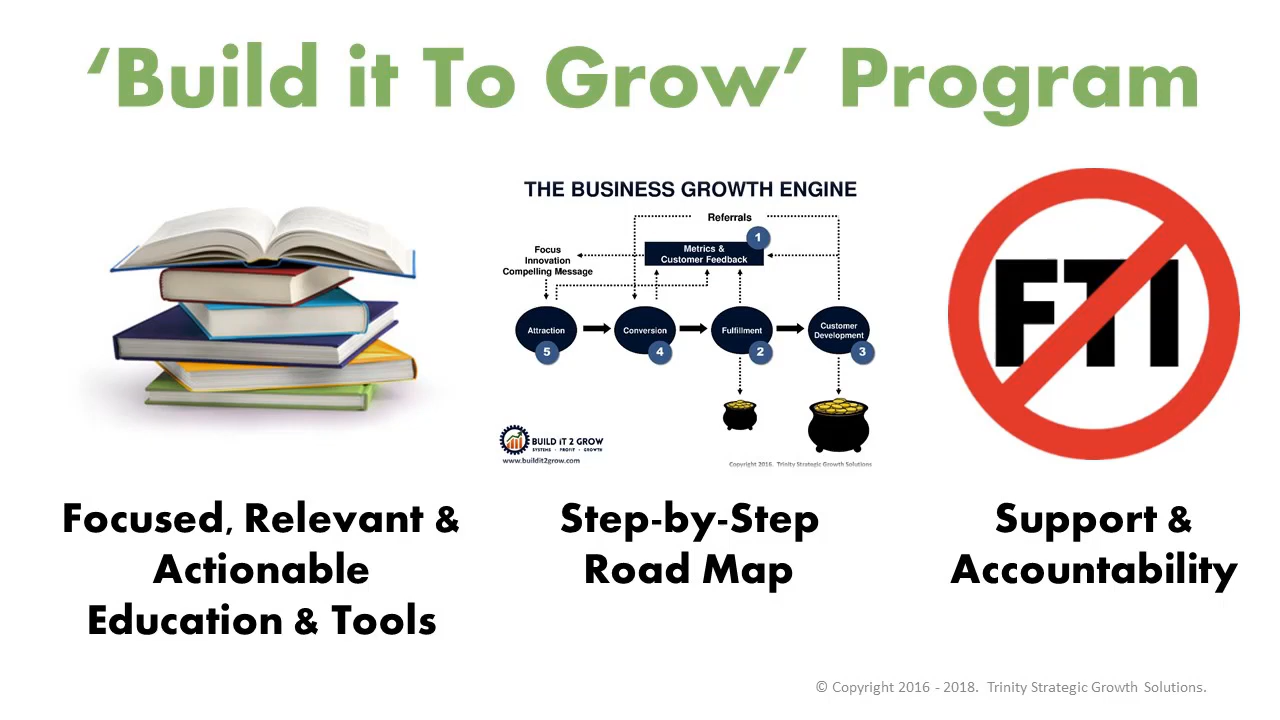 ‘Build it To Grow’ Program
THE BUSINESS GROWTH ENGINE
Referrals
1
Metrics &
Customer Feedback
Focus
Innovation
Compelling Message
Attraction
5
Conversion
4
Fulfillment
2
Customer
Development
3
BUILD iT 2 GROW
SYSTEMS · PROFIT · GROWTH
www.buildit2grow.com
Copyright 2016. Trinity Strategic Growth Solutions
FTI
Focused, Relevant &
Actionable
Education & Tools
Step-by-Step
Road Map
Support &
Accountability
© Copyright 2016 - 2018. Trinity Strategic Growth Solutions.